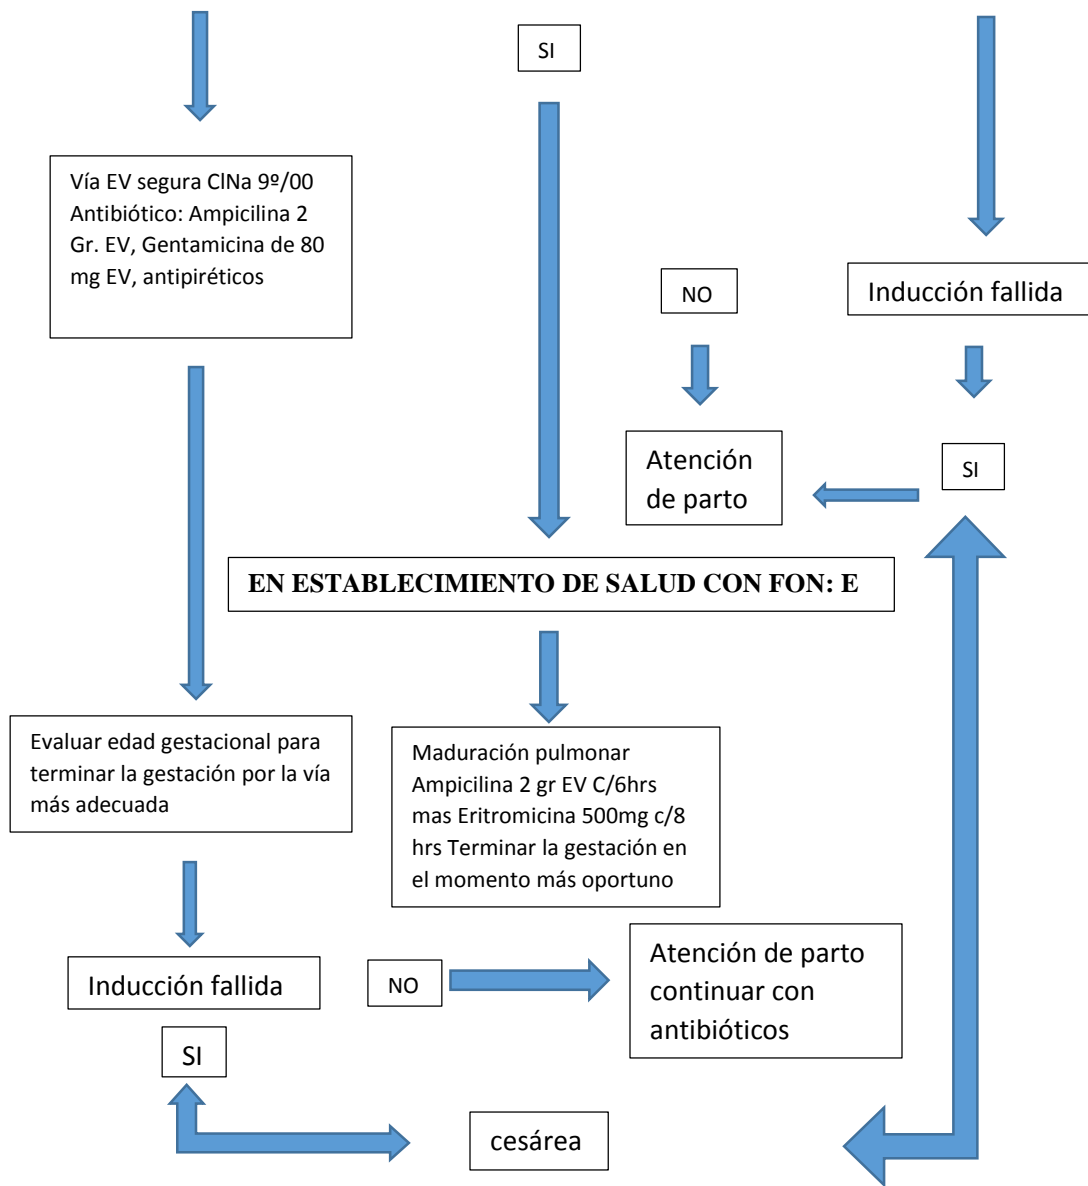 SI
Vía EV segura ClNa 9º/00
Antibiótico: Ampicilina 2
Gr. EV, Gentamicina de 80
mg EV, antipiréticos
NO
Inducción fallida
Atención
de parto
SI
EN ESTABLECIMIENTO DE SALUD CON FON: E
Evaluar edad gestacional para
terminar la gestación por la vía
más adecuada
Maduración pulmonar
Ampicilina 2 gr EV C/6hrs
mas Eritromicina 500mg c/8
hrs Terminar la gestación en
el momento más oportuno
Inducción fallida
NO
Atención de parto
continuar con
antibióticos
SI
cesárea